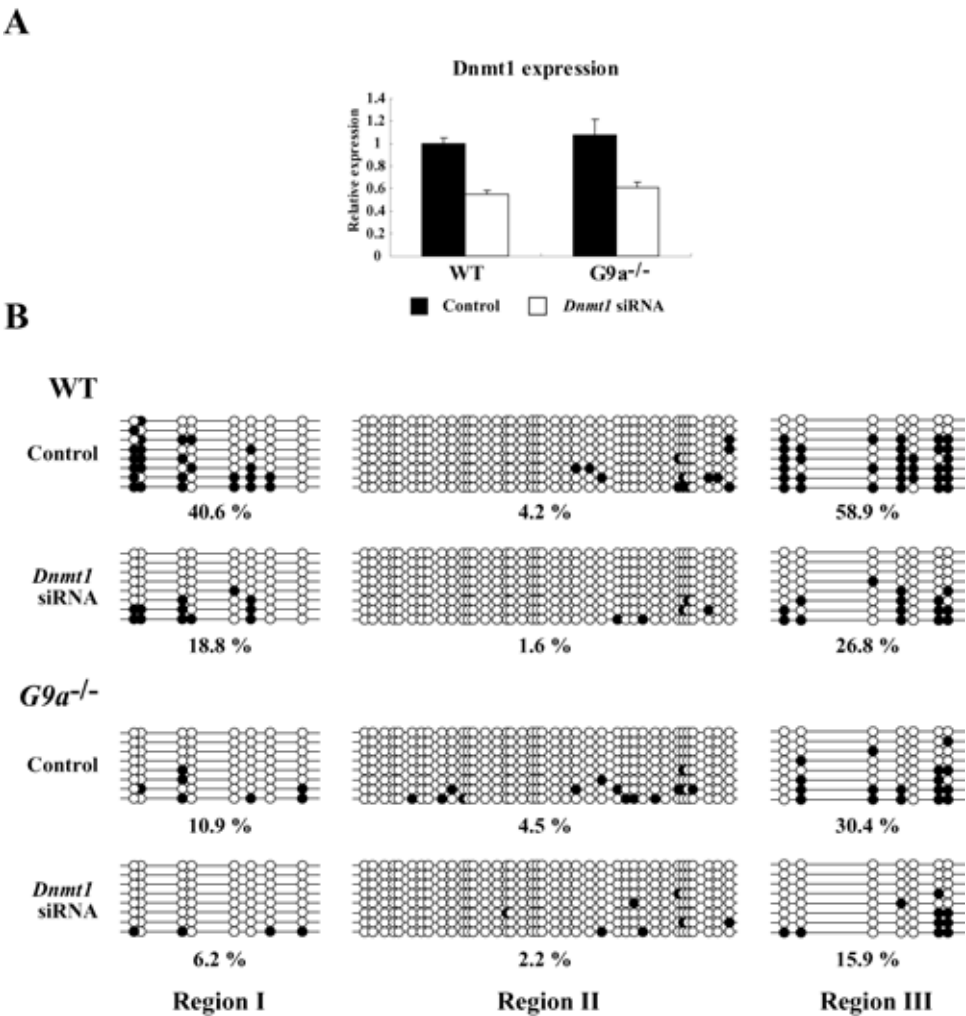 A
Dnmt1 expression
Relative expression
1.4
1.2
1
0.8
0.6
0.4
0.2
0
WT
G9a-/-
Control
Dnmt1 siRNA
B
WT
Control
40.6 %
4.2 %
58.9 %
Dnmt1
siRNA
18.8 %
1.6 %
26.8 %
G9a-/-
Control
10.9 %
4.5 %
30.4 %
Dnmt1
siRNA
6.2 %
2.2 %
15.9 %
Region I
Region II
Region III